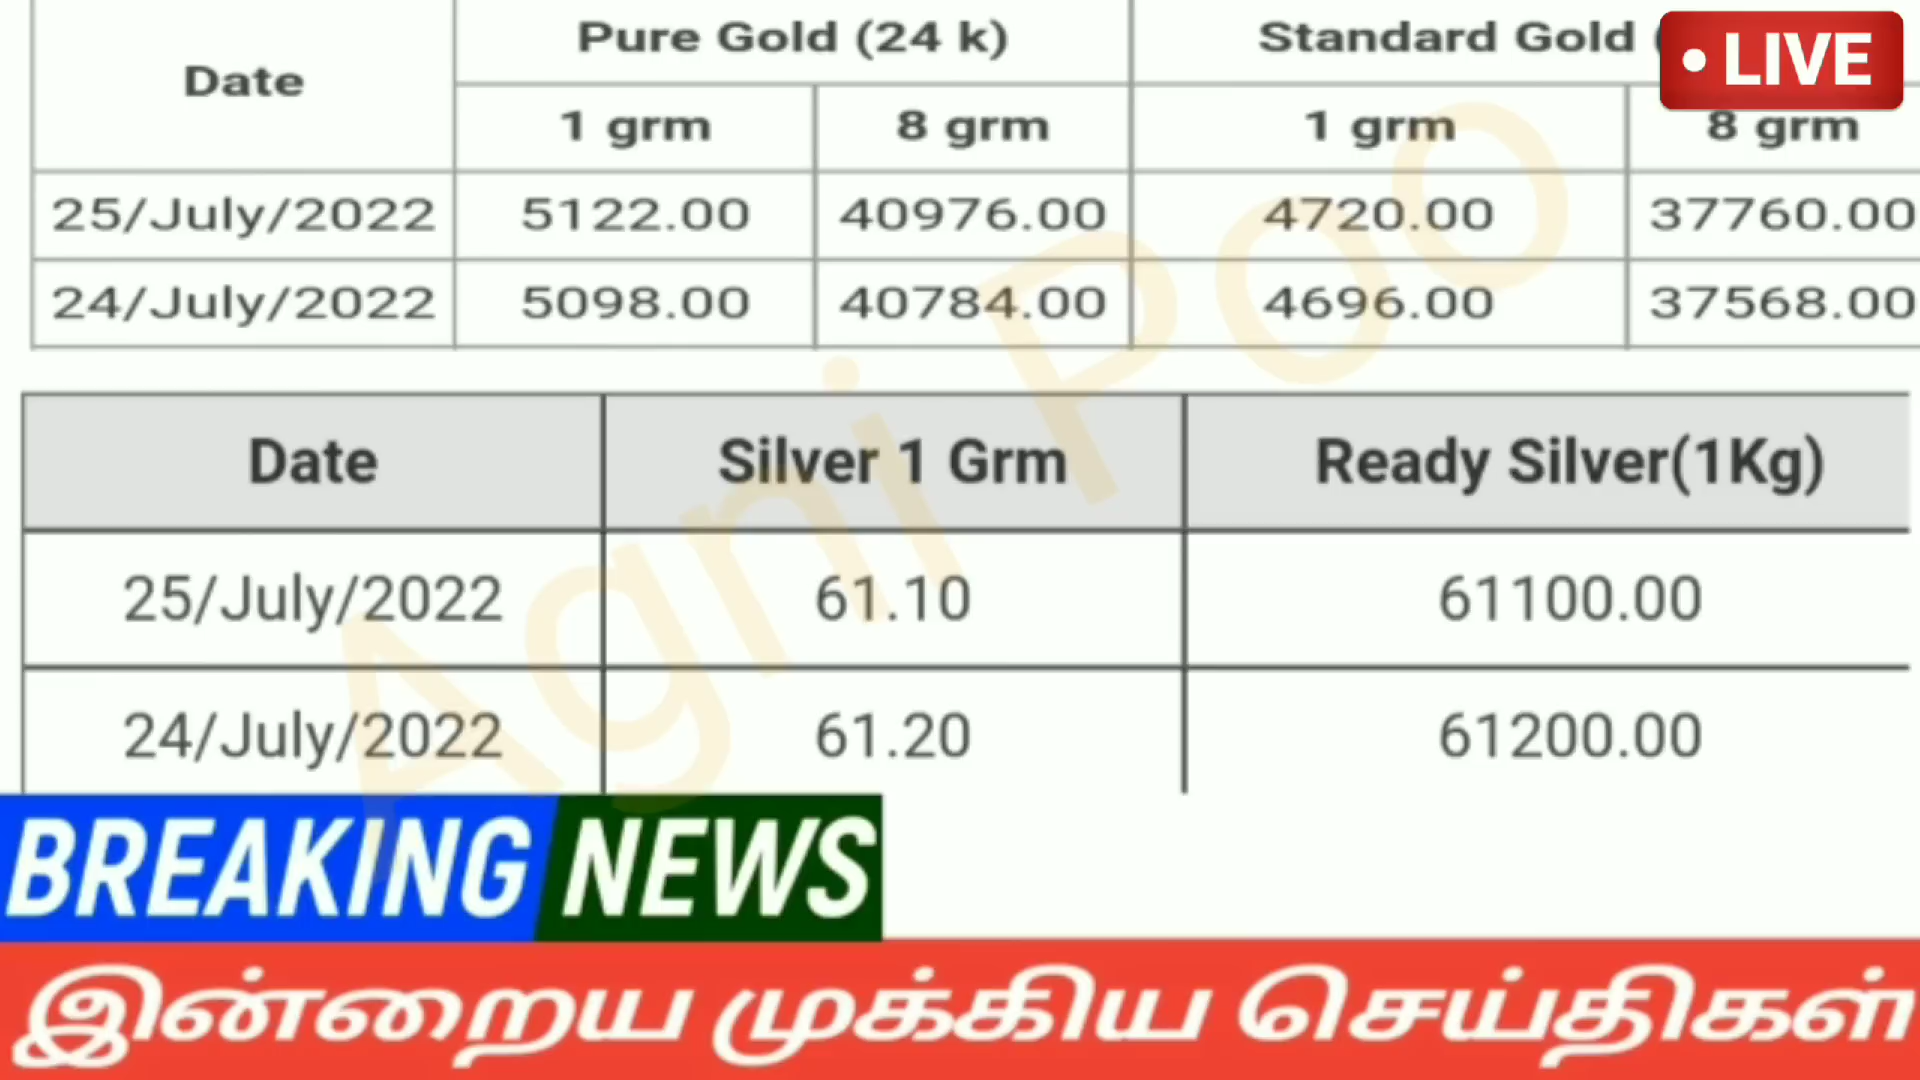 Date Pure Gold (24 k) Standard Gold (
• LIVE
1 grm 8 grm 1 grm 8 grm
25/July/2022 5122.00 40976.00 4720.00 37760.00
24/July/2022 5098.00 40784.00 4696.00 37568.00
Agni Poo
Date Silver 1 Grm Ready Silver(1Kg)
25/July/2022 61.10 61100.00
24/July/2022 61.20 61200.00
BREAKING NEWS
இன்றைய முக்கிய செய்திகள்